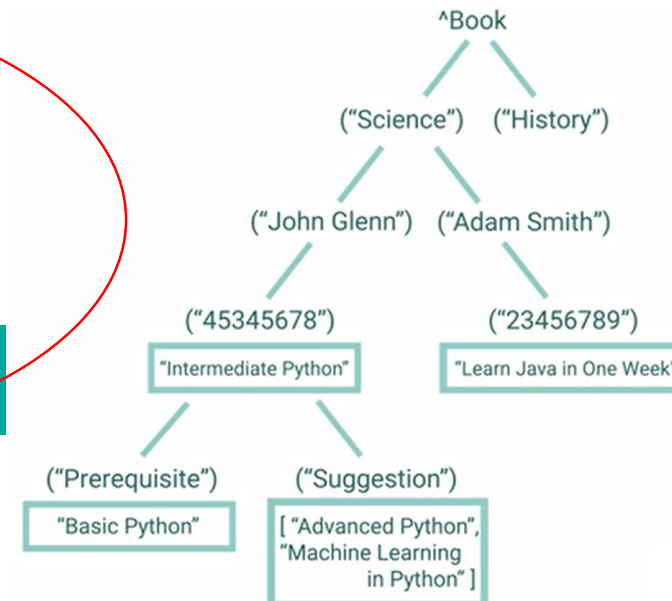 ^Book
(“Science”) (“History”)
(“John Glenn”) (“Adam Smith”)
(“45345678”) (“23456789”)
“Intermediate Python“ “Learn Java in One Week“
(“Prerequisite”) (“Suggestion”)
“Basic Python”
[ “Advanced Python”,
“Machine Learning
in Python” ]